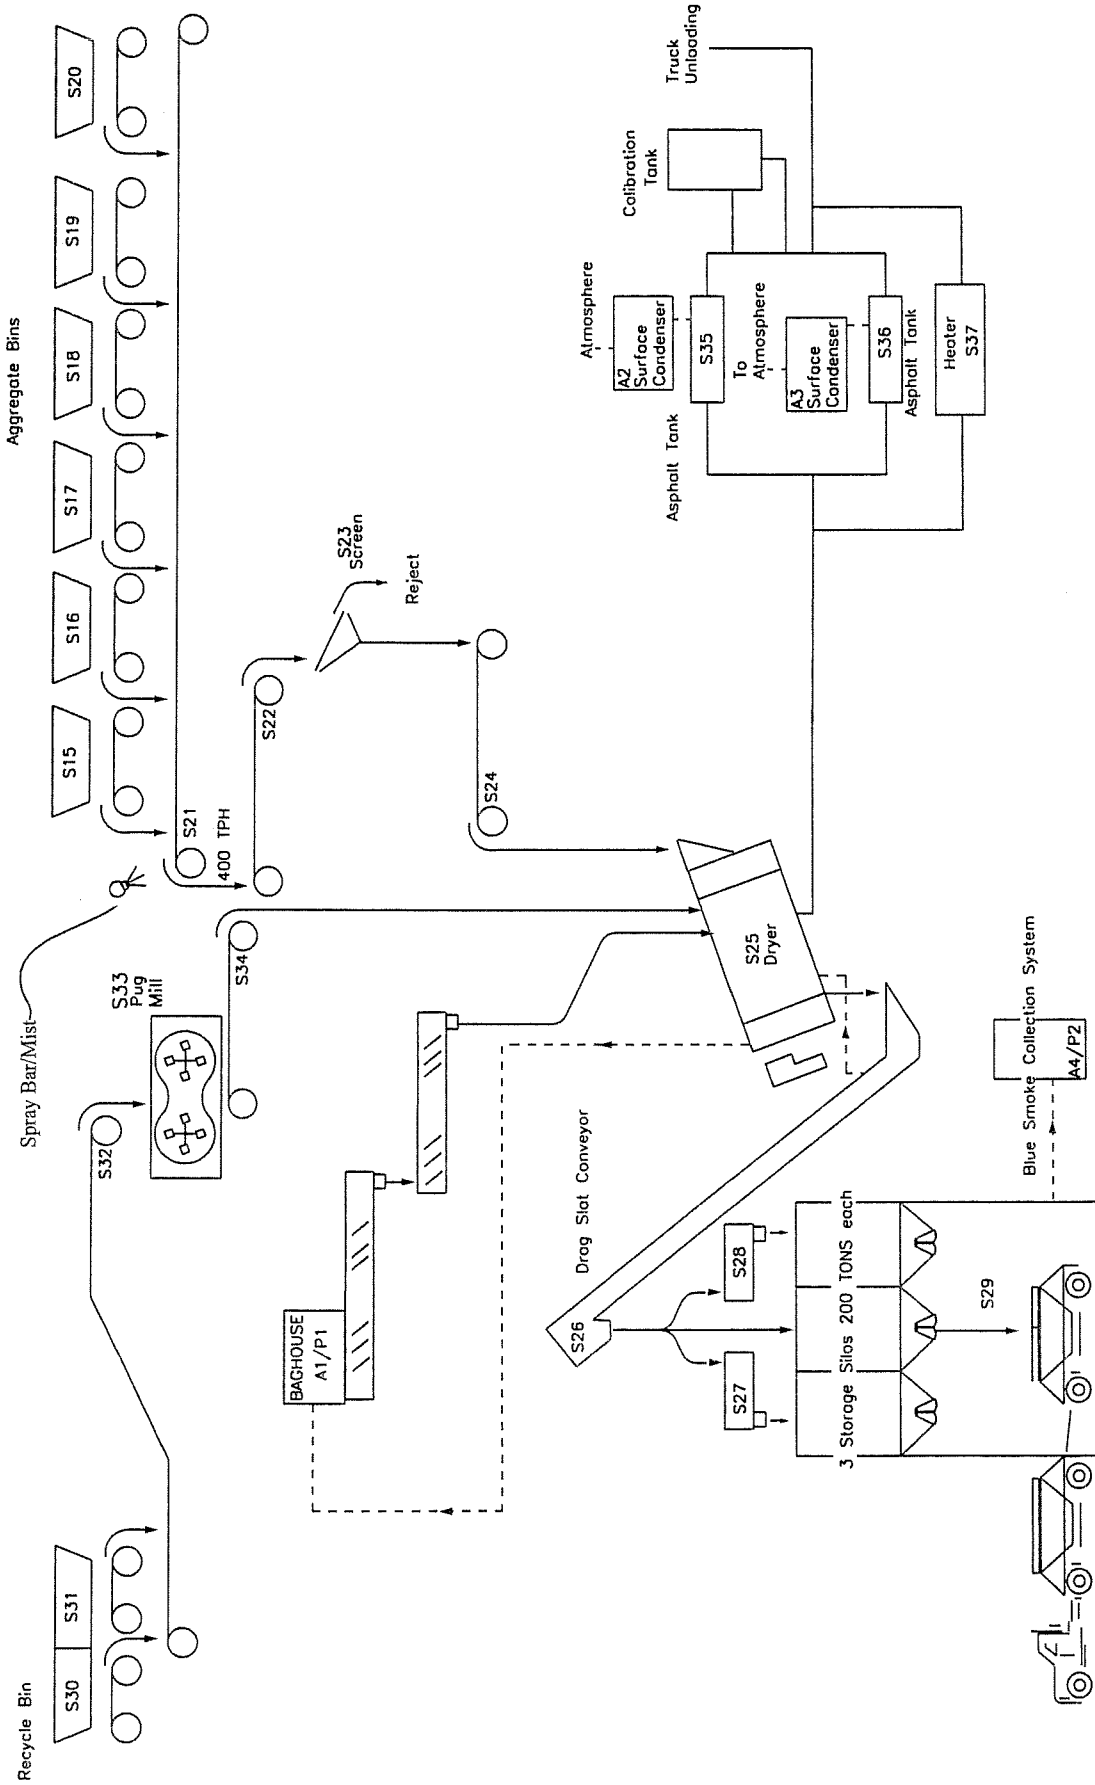 Recycle Bin
S30
S31
S32
Spray Bar/Mist
S33
Pug
Mill
S34
Aggregate Bins
S15
S16
S17
S18
S19
S20
S21
400 TPH
S22
S23
Screen
Reject
S24
BAGHOUSE
A1/P1
S25
Dryer
Drag Slat Conveyor
S26
S27
S28
3 Storage Silos 200 TONS each
S29
Blue Smoke Collection System
A4/P2
Asphalt Tank
S35
A2
Surface
Condenser
Atmosphere
To
Atmosphere
A3
Surface
Condenser
S36
Asphalt Tank
Heater
S37
Calibration
Tank
Truck
Unloading